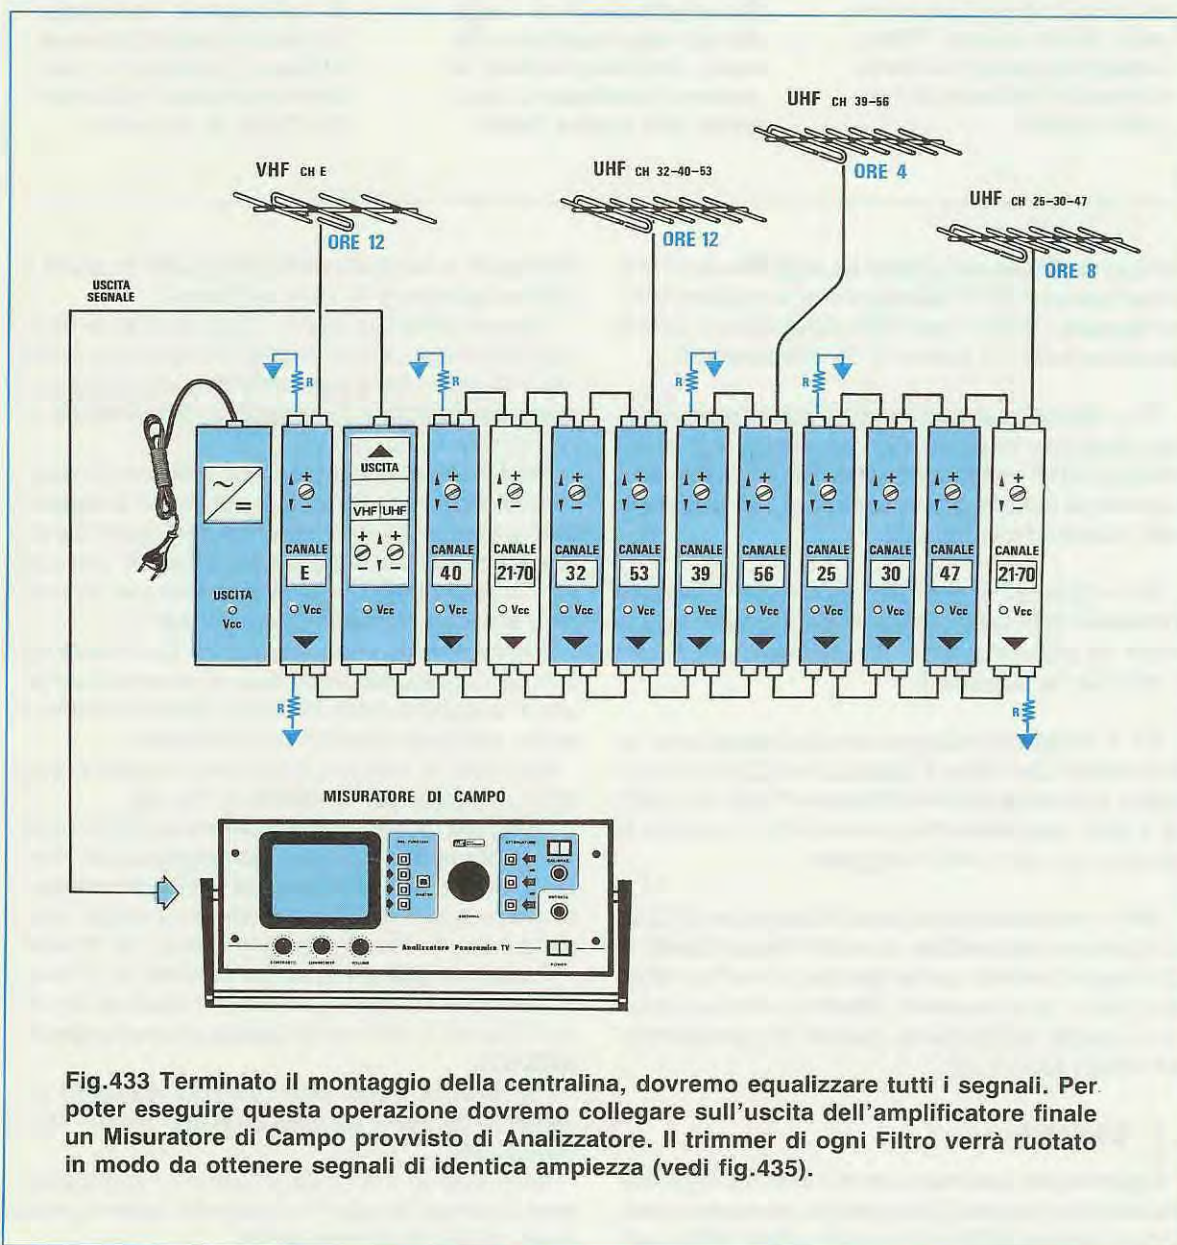 UHF CH 39-56
ORE 4
VHF CH E
ORE 12
UHF CH 32-40-53
ORE 12
UHF CH 25-30-47
ORE 8
USCITA
SEGNALE
R
R
R
R
~
=
USCITA
Vcc
+
-
CANALE
E
Vcc
USCITA
VHF UHF
+ +
- -
Vcc
+
-
CANALE
40
Vcc
+
-
CANALE
21-70
Vcc
+
-
CANALE
32
Vcc
+
-
CANALE
53
Vcc
+
-
CANALE
39
Vcc
+
-
CANALE
56
Vcc
+
-
CANALE
25
Vcc
+
-
CANALE
30
Vcc
+
-
CANALE
47
Vcc
+
-
CANALE
21-70
Vcc
R
R
MISURATORE DI CAMPO
Analizzatore Panoramico TV
POWER
Fig.433 Terminato il montaggio della centralina, dovremo equalizzare tutti i segnali. Per
poter eseguire questa operazione dovremo collegare sull'uscita dell'amplificatore finale
un Misuratore di Campo provvisto di Analizzatore. Il trimmer di ogni Filtro verrà ruotato
in modo da ottenere segnali di identica ampiezza (vedi fig.435).